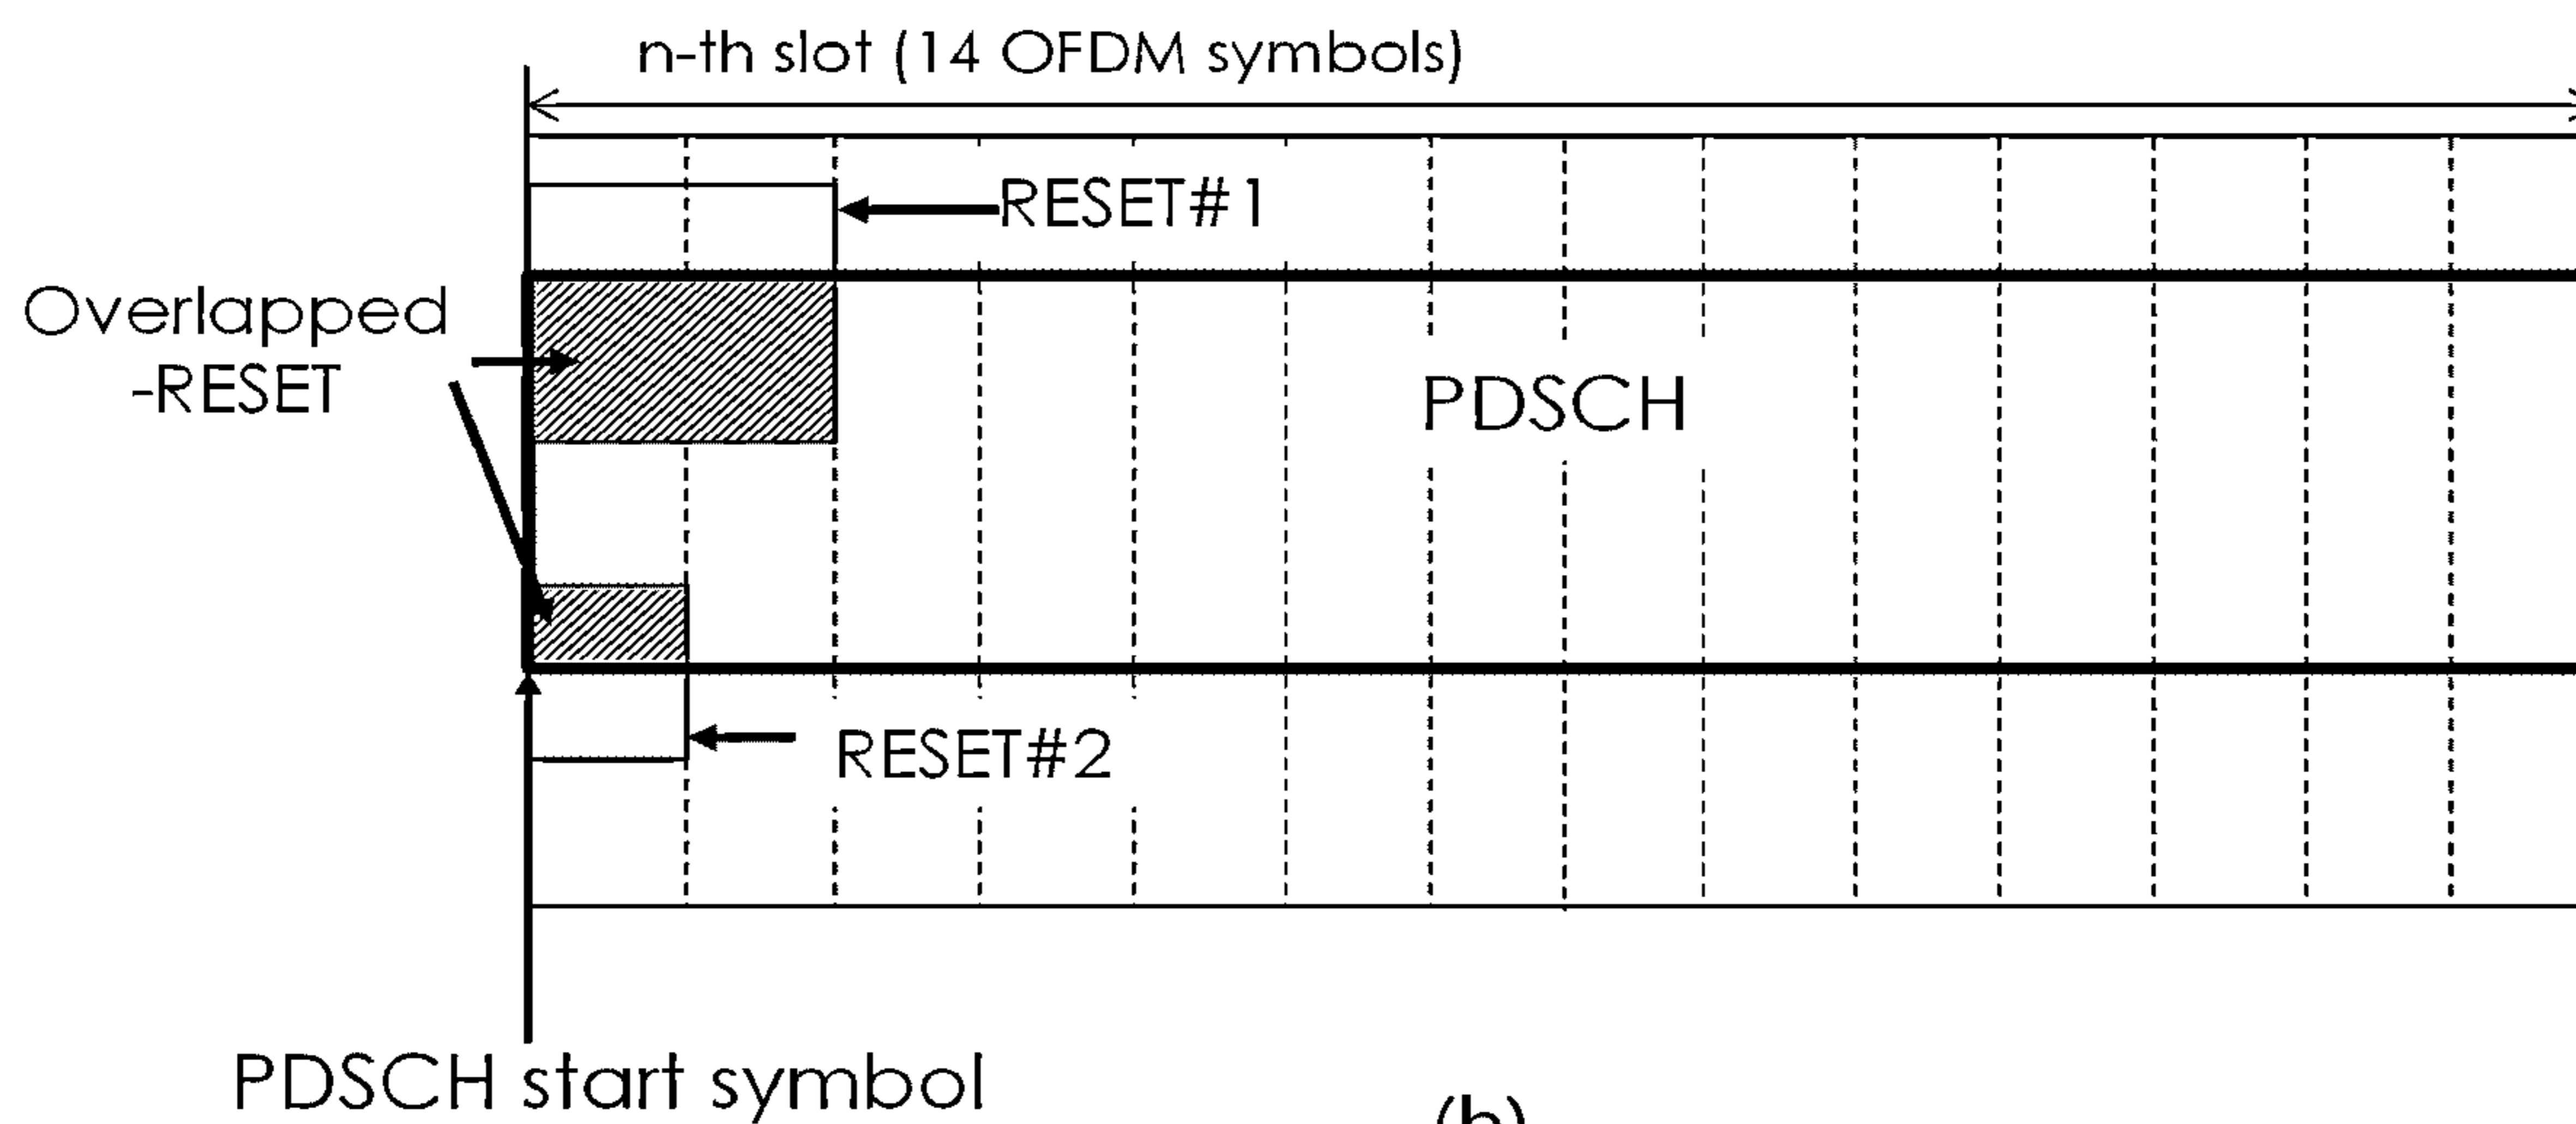 n-th slot (14 OFDM symbols)
RESET#1
Overlapped
-RESET
PDSCH
RESET#2
PDSCH start symbol
(b)